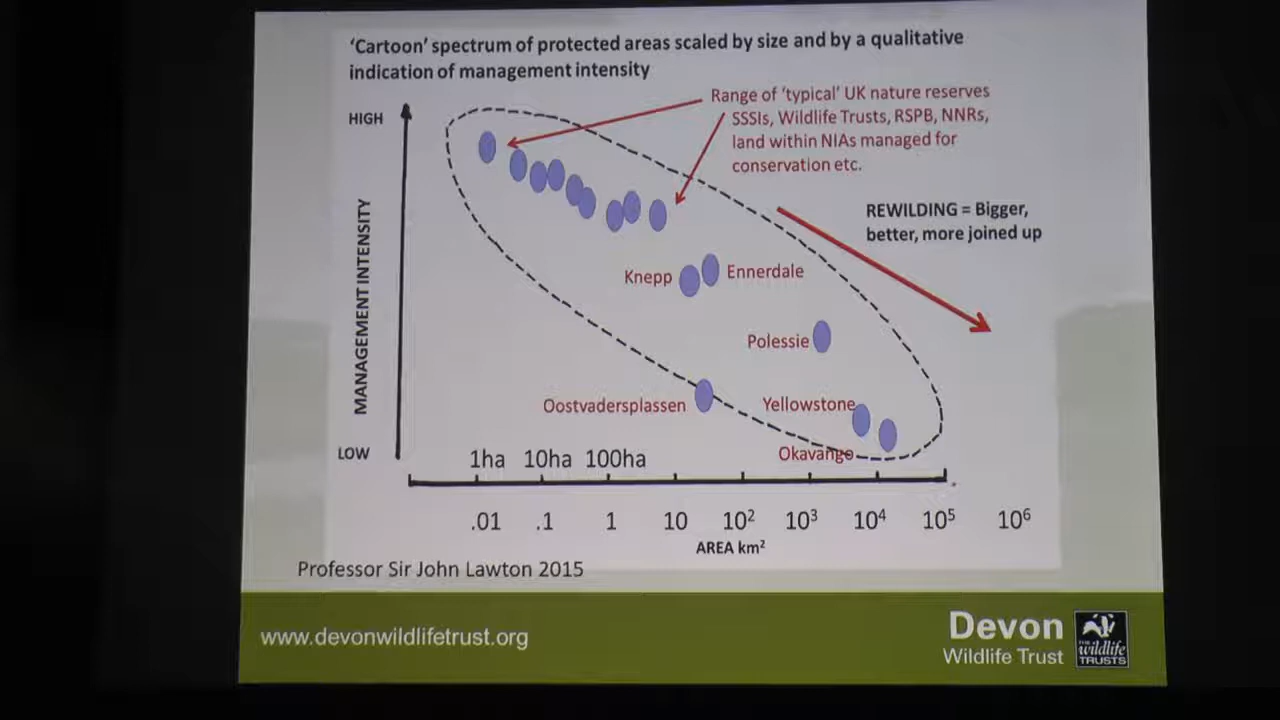 ‘Cartoon’ spectrum of protected areas scaled by size and by a qualitative
indication of management intensity
HIGH
MANAGEMENT INTENSITY
LOW
Range of ‘typical’ UK nature reserves
SSSIs, Wildlife Trusts, RSPB, NNRs,
land within NIAs managed for
conservation etc.
REWILDING = Bigger,
better, more joined up
Knepp
Ennerdale
Polessie
Oostvadersplassen
Yellowstone
Okavango
1ha 10ha 100ha
.01 .1 1 10 10² 10³ 10⁴ 10⁵ 10⁶
AREA km²
Professor Sir John Lawton 2015
www.devonwildlifetrust.org
Devon
Wildlife Trust
THE
wildlife
TRUSTS